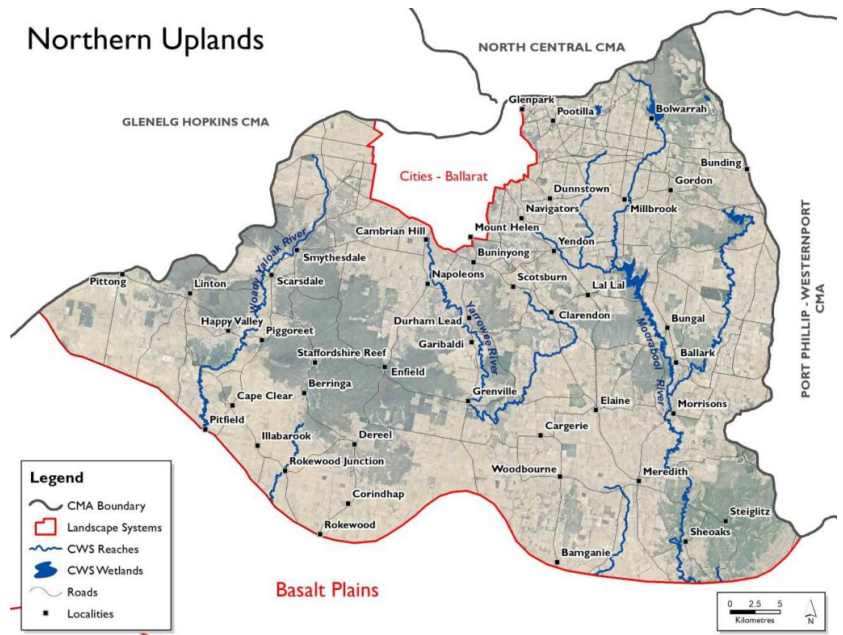 Northern Uplands
NORTH CENTRAL CMA
GLENELG HOPKINS CMA
Cities - Ballarat
PORT PHILLIP -WESTERNPORT
CMA
Glenpark
Pootilla
Bolwarrah
Bunding
Gordon
Dunnstown
Millbrook
Navigators
Mount Helen
Cambrian Hill
Yendon
Buninyong
Woady Yaloak River
Smythesdale
Pittong
Linton
Scarsdale
Napoleons
Scotsburn
Lal Lal
Clarendon
Happy Valley
Piggoreet
Durham Lead
Yarrowee River
Garibaldi
Moorabool River
Bungal
Ballark
Staffordshire Reef
Enfield
Berringa
Cape Clear
Grenville
Elaine
Morrisons
Pitfield
Illabarook
Dereel
Cargerie
Rokewood Junction
Woodbourne
Meredith
Corindhap
Steiglitz
Rokewood
Sheoaks
Bamganie
Basalt Plains
Legend
CMA Boundary
Landscape Systems
CWS Reaches
CWS Wetlands
Roads
Localities
0 2.5 5
Kilometres
N